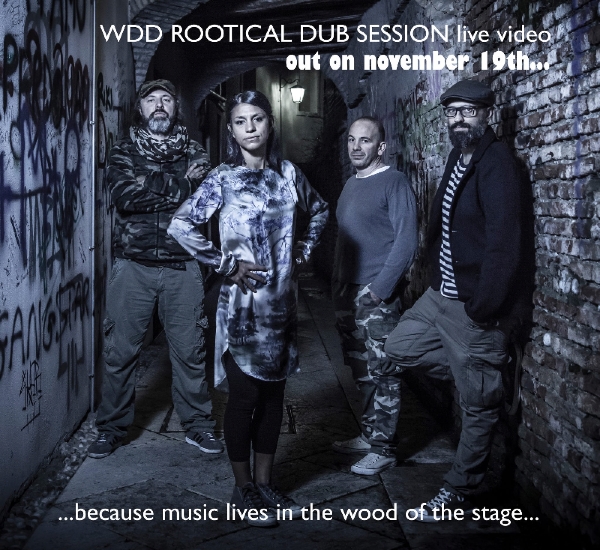 WDD ROOTICAL DUB SESSION live video
out on november 19th...
...because music lives in the wood of the stage...